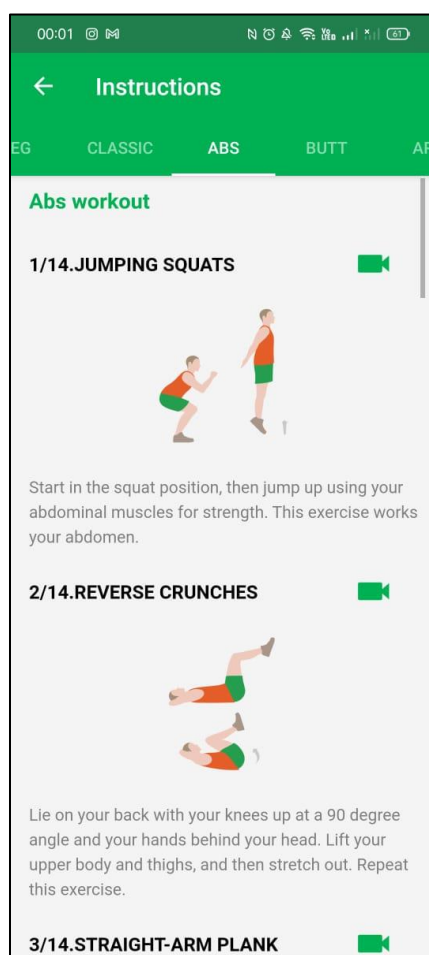 00:01
61
Instructions
EG CLASSIC ABS BUTT AR
Abs workout
1/14.JUMPING SQUATS
Start in the squat position, then jump up using your
abdominal muscles for strength. This exercise works
your abdomen.
2/14.REVERSE CRUNCHES
Lie on your back with your knees up at a 90 degree
angle and your hands behind your head. Lift your
upper body and thighs, and then stretch out. Repeat
this exercise.
3/14.STRAIGHT-ARM PLANK